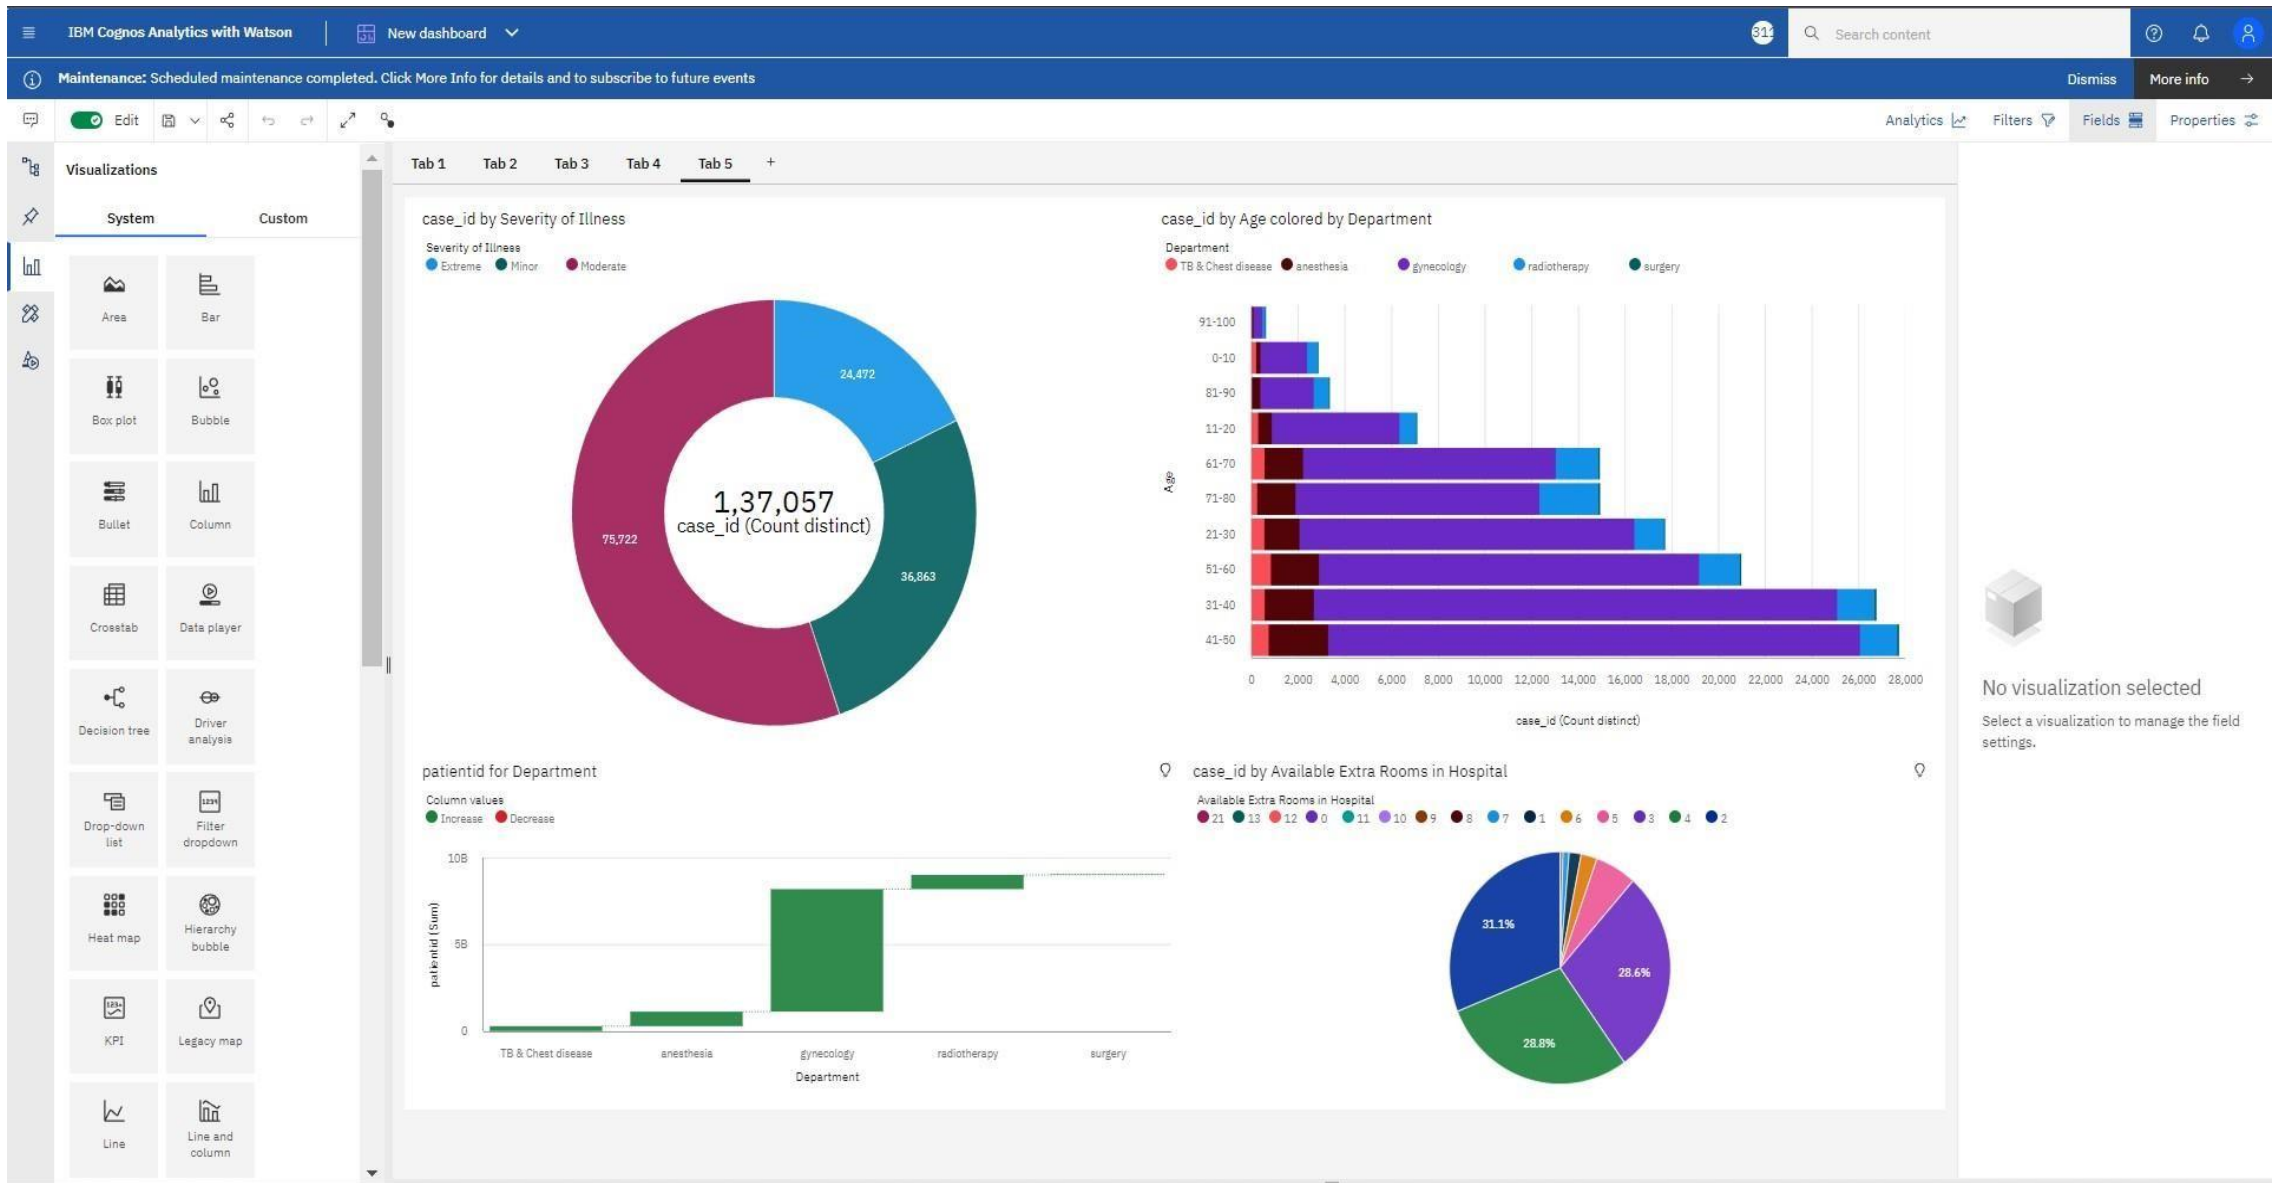 IBM Cognos Analytics with Watson
New dashboard
Search content
Maintenance: Scheduled maintenance completed. Click More Info for details and to subscribe to future events
Dismiss
More info
Edit
Analytics
Filters
Fields
Properties
Visualizations
System
Custom
Area
Bar
Box plot
Bubble
Bullet
Column
Crosstab
Data player
Decision tree
Driver
analysis
Drop-down
list
Filter
dropdown
Heat map
Hierarchy
bubble
KPI
Legacy map
Line
Line and
column
Tab 1
Tab 2
Tab 3
Tab 4
Tab 5
+
case_id by Severity of Illness
Severity of Illness
Extreme
Minor
Moderate
24,472
1,37,057
case_id (Count distinct)
75,722
36,863
case_id by Age colored by Department
Department
TB & Chest disease
anesthesia
gynecology
radiotherapy
surgery
Age
91-100
0-10
81-90
11-20
61-70
71-80
21-30
51-60
31-40
41-50
0 2,000 4,000 6,000 8,000 10,000 12,000 14,000 16,000 18,000 20,000 22,000 24,000 26,000 28,000
case_id (Count distinct)
patientid for Department
Column values
Increase
Decrease
patientid (Sum)
10B
5B
0
TB & Chest disease
anesthesia
gynecology
radiotherapy
surgery
Department
case_id by Available Extra Rooms in Hospital
Available Extra Rooms in Hospital
21 13 12 0 11 10 9 8 7 1 6 5 3 4 2
31.1%
28.6%
28.8%
No visualization selected
Select a visualization to manage the field
settings.